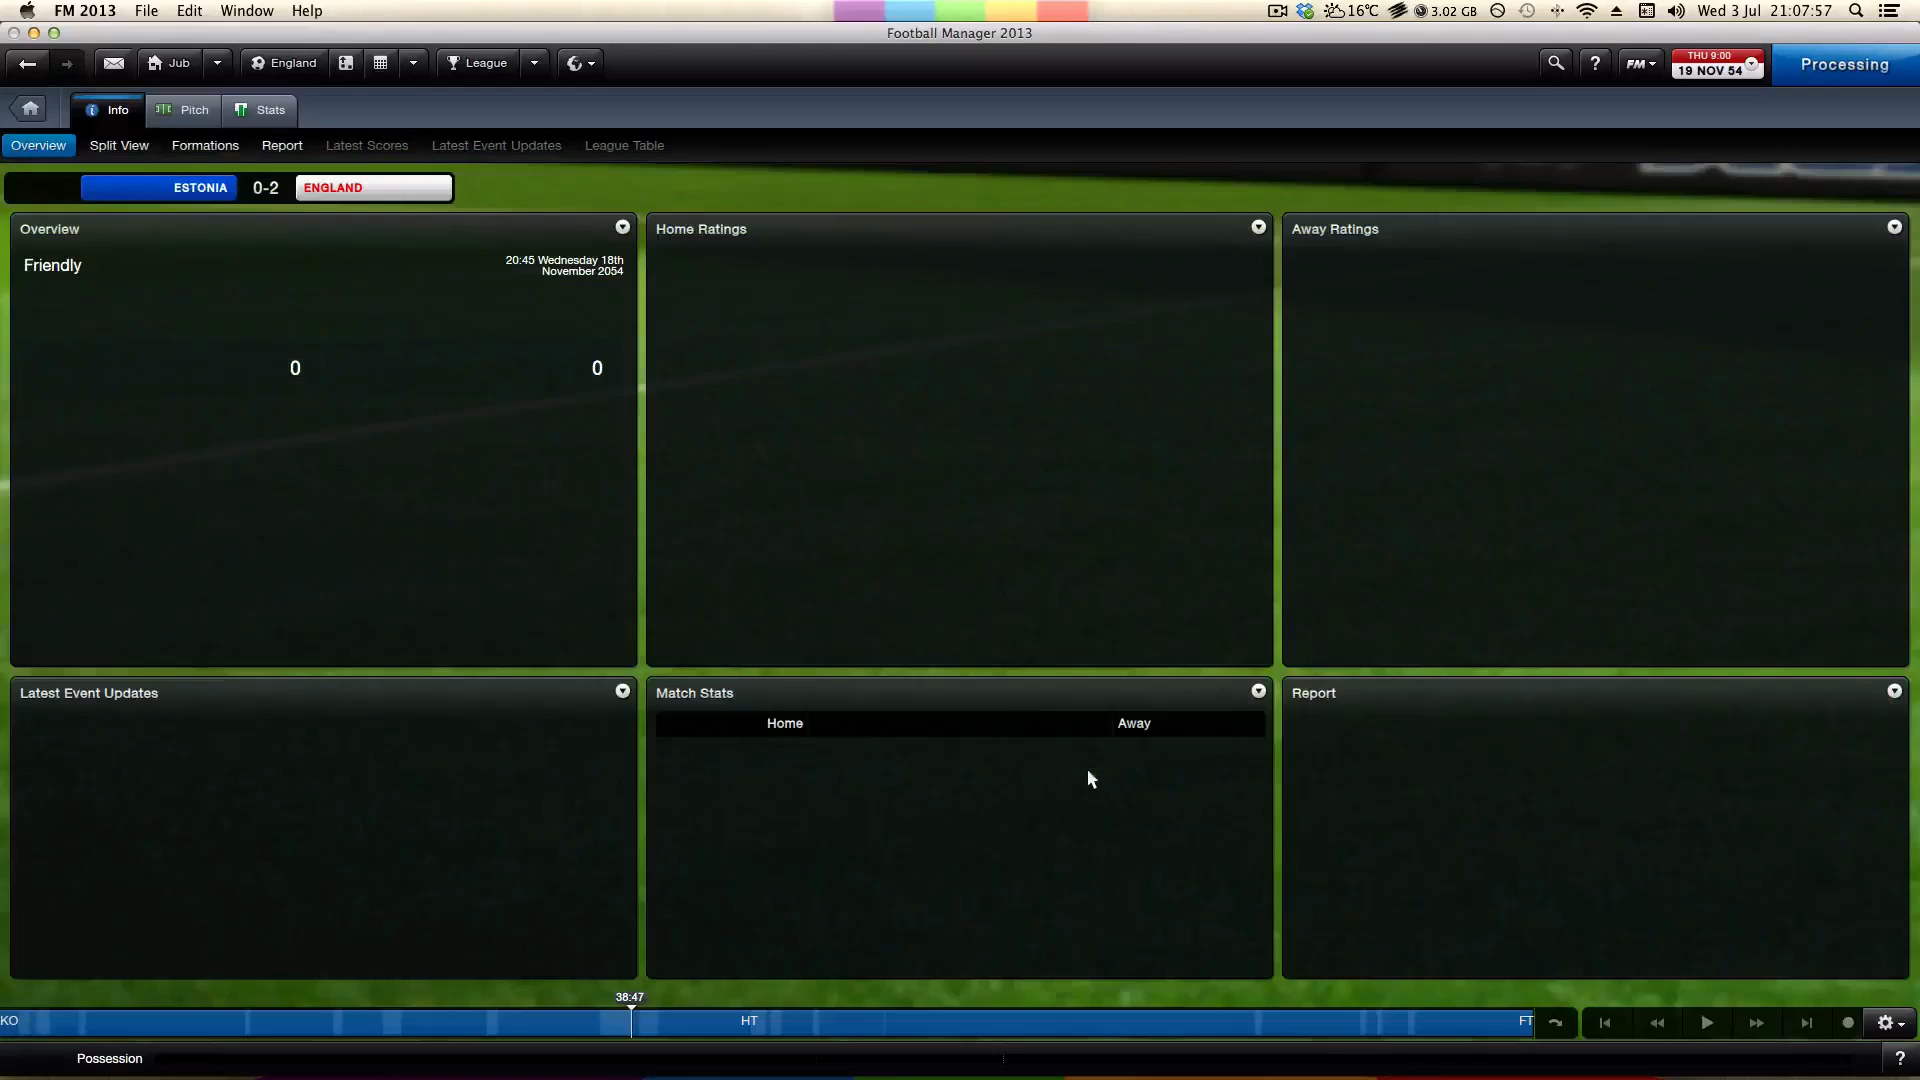 FM 2013 File Edit Window Help 16°C 3.02 GB Wed 3 Jul 21:07:57
Football Manager 2013
Jub England League ? FM THU 9:00 Processing
19 NOV 54
Info Pitch Stats
Overview Split View Formations Report Latest Scores Latest Event Updates League Table
ESTONIA 0-2 ENGLAND
Overview Home Ratings Away Ratings
Friendly 20:45 Wednesday 18th
November 2054
0 0
Latest Event Updates Match Stats Report
Home Away
38:47
KO HT FT
Possession ?